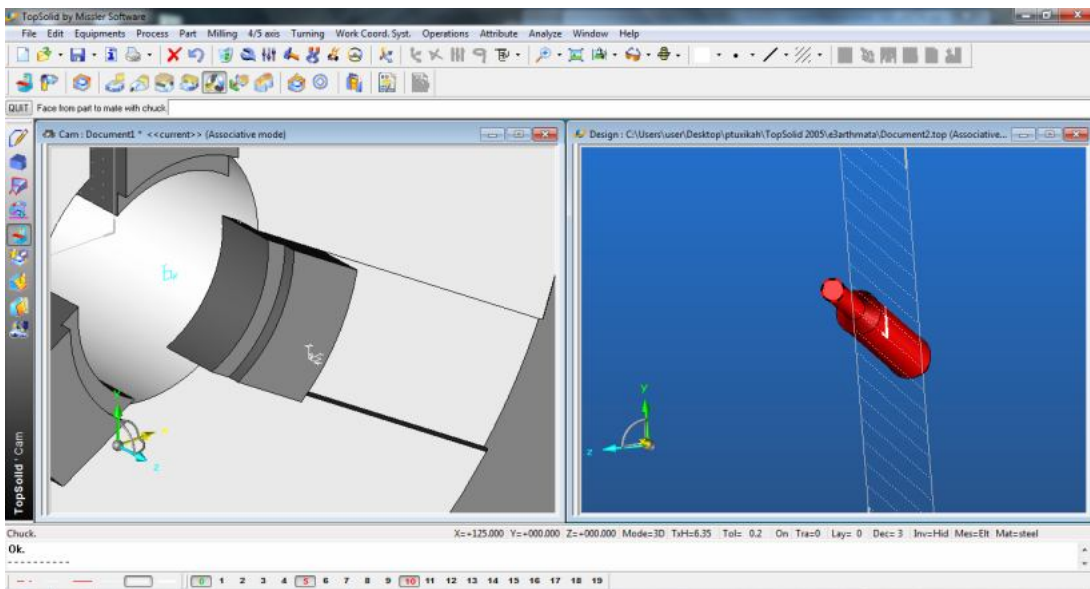 TopSolid by Missler Software
File Edit Equipments Process Part Milling 4/5 axis Turning Work Coord. Syst. Operations Attribute Analyze Window Help
QUIT Face from part to mate with chuck.
Cam : Document1 * <<current>> (Associative mode)
Design : C:\Users\user\Desktop\ptuxikah\TopSolid 2005\e3arthmata\Document2.top (Associative...
y
z
y
z
TopSolid'Cam
Chuck. X=+125.000 Y=+000.000 Z=+000.000 Mode=3D TxH=6.35 Tol= 0.2 On Tra=0 Lay= 0 Dec= 3 Inv=Hid Mes=Elt Mat=steel
Ok.
----------
0 1 2 3 4 5 6 7 8 9 10 11 12 13 14 15 16 17 18 19